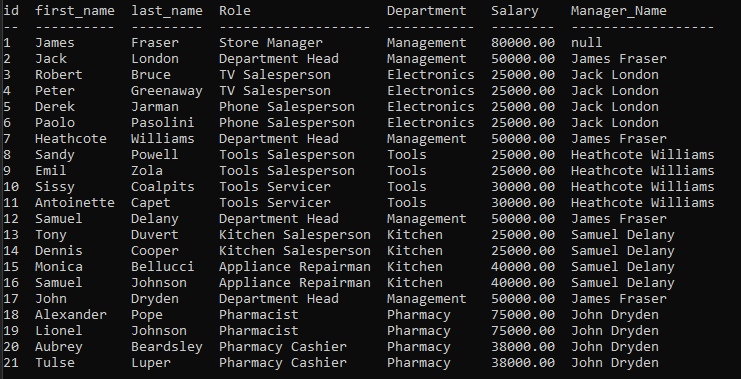 id  first_name  last_name  Role                 Department   Salary    Manager_Name
--  ----------  ---------  -------------------  -----------  --------  ------------------
1   James       Fraser     Store Manager        Management   80000.00  null
2   Jack        London     Department Head      Management   50000.00  James Fraser
3   Robert      Bruce      TV Salesperson       Electronics  25000.00  Jack London
4   Peter       Greenaway  TV Salesperson       Electronics  25000.00  Jack London
5   Derek       Jarman     Phone Salesperson    Electronics  25000.00  Jack London
6   Paolo       Pasolini   Phone Salesperson    Electronics  25000.00  Jack London
7   Heathcote   Williams   Department Head      Management   50000.00  James Fraser
8   Sandy       Powell     Tools Salesperson    Tools        25000.00  Heathcote Williams
9   Emil        Zola       Tools Salesperson    Tools        25000.00  Heathcote Williams
10  Sissy       Coalpits   Tools Servicer       Tools        30000.00  Heathcote Williams
11  Antoinette  Capet      Tools Servicer       Tools        30000.00  Heathcote Williams
12  Samuel      Delany     Department Head      Management   50000.00  James Fraser
13  Tony        Duvert     Kitchen Salesperson  Kitchen      25000.00  Samuel Delany
14  Dennis      Cooper     Kitchen Salesperson  Kitchen      25000.00  Samuel Delany
15  Monica      Bellucci   Appliance Repairman  Kitchen      40000.00  Samuel Delany
16  Samuel      Johnson    Appliance Repairman  Kitchen      40000.00  Samuel Delany
17  John        Dryden     Department Head      Management   50000.00  James Fraser
18  Alexander   Pope       Pharmacist           Pharmacy     75000.00  John Dryden
19  Lionel      Johnson    Pharmacist           Pharmacy     75000.00  John Dryden
20  Aubrey      Beardsley  Pharmacy Cashier     Pharmacy     38000.00  John Dryden
21  Tulse       Luper      Pharmacy Cashier     Pharmacy     38000.00  John Dryden